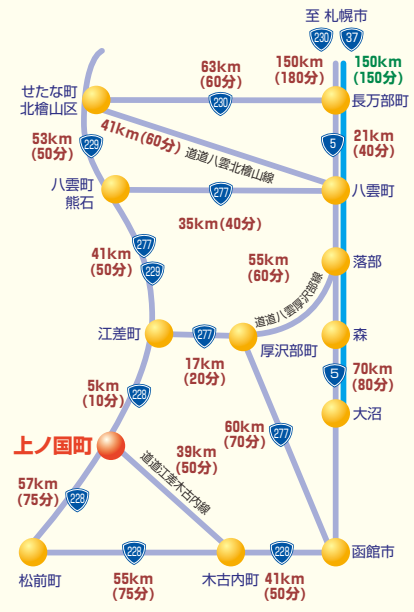 至 札幌市
230 37
63km
(60分)
150km
(180分)
150km
(150分)
せたな町
北檜山区
230
長万部町
41km(60分)
道道八雲北檜山線
5
21km
(40分)
53km
(50分)
229
八雲町
熊石
277
八雲町
35km(40分)
277
41km
(50分)
229
55km
(60分)
落部
道道八雲厚沢部線
江差町
277
厚沢部町
森
17km
(20分)
5
70km
(80分)
5km
(10分)
228
大沼
上ノ国町
60km
(70分)
277
39km
(50分)
道道江差木古内線
57km
(75分)
228
228
228
函館市
松前町
55km
(75分)
木古内町
41km
(50分)